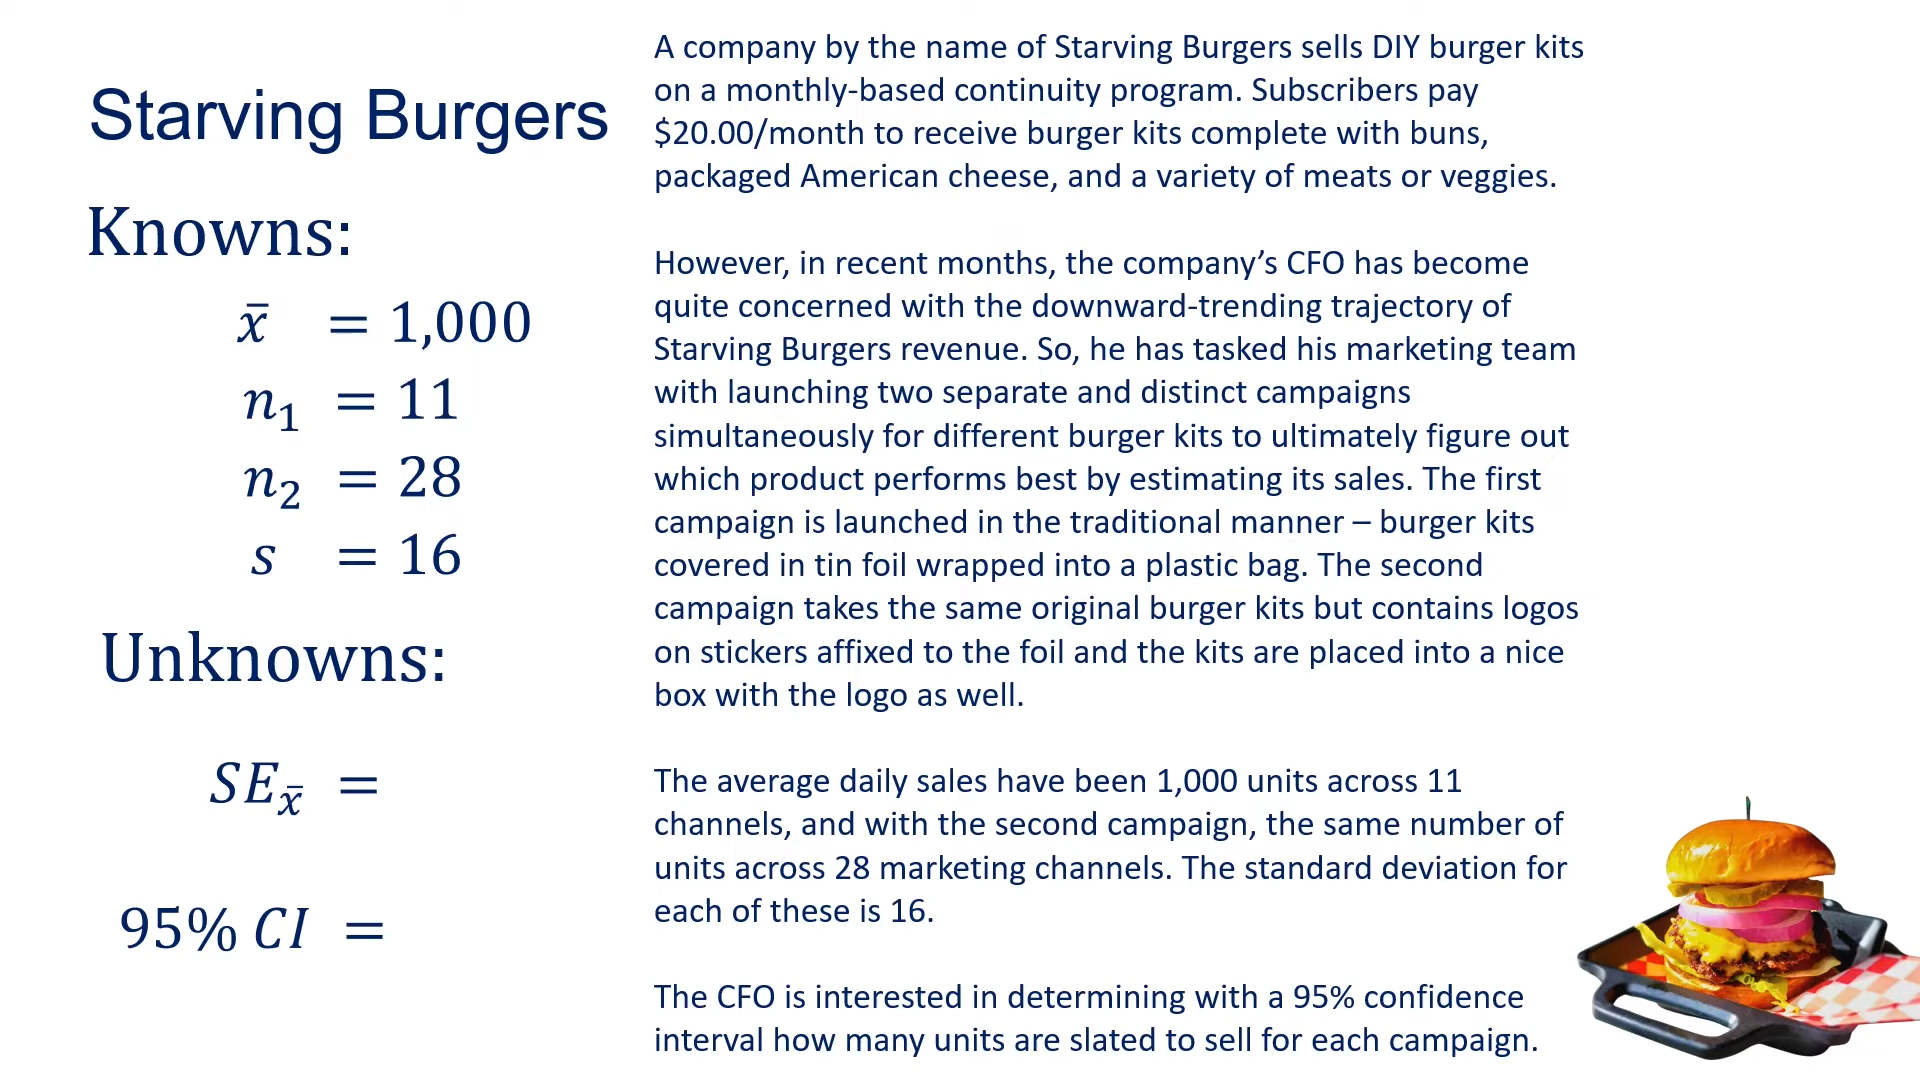 Starving Burgers
Knowns:
x̄ = 1,000
n₁ = 11
n₂ = 28
s = 16
Unknowns:
SEx̄ =
95% CI =
A company by the name of Starving Burgers sells DIY burger kits
on a monthly-based continuity program. Subscribers pay
$20.00/month to receive burger kits complete with buns,
packaged American cheese, and a variety of meats or veggies.
However, in recent months, the company’s CFO has become
quite concerned with the downward-trending trajectory of
Starving Burgers revenue. So, he has tasked his marketing team
with launching two separate and distinct campaigns
simultaneously for different burger kits to ultimately figure out
which product performs best by estimating its sales. The first
campaign is launched in the traditional manner – burger kits
covered in tin foil wrapped into a plastic bag. The second
campaign takes the same original burger kits but contains logos
on stickers affixed to the foil and the kits are placed into a nice
box with the logo as well.
The average daily sales have been 1,000 units across 11
channels, and with the second campaign, the same number of
units across 28 marketing channels. The standard deviation for
each of these is 16.
The CFO is interested in determining with a 95% confidence
interval how many units are slated to sell for each campaign.